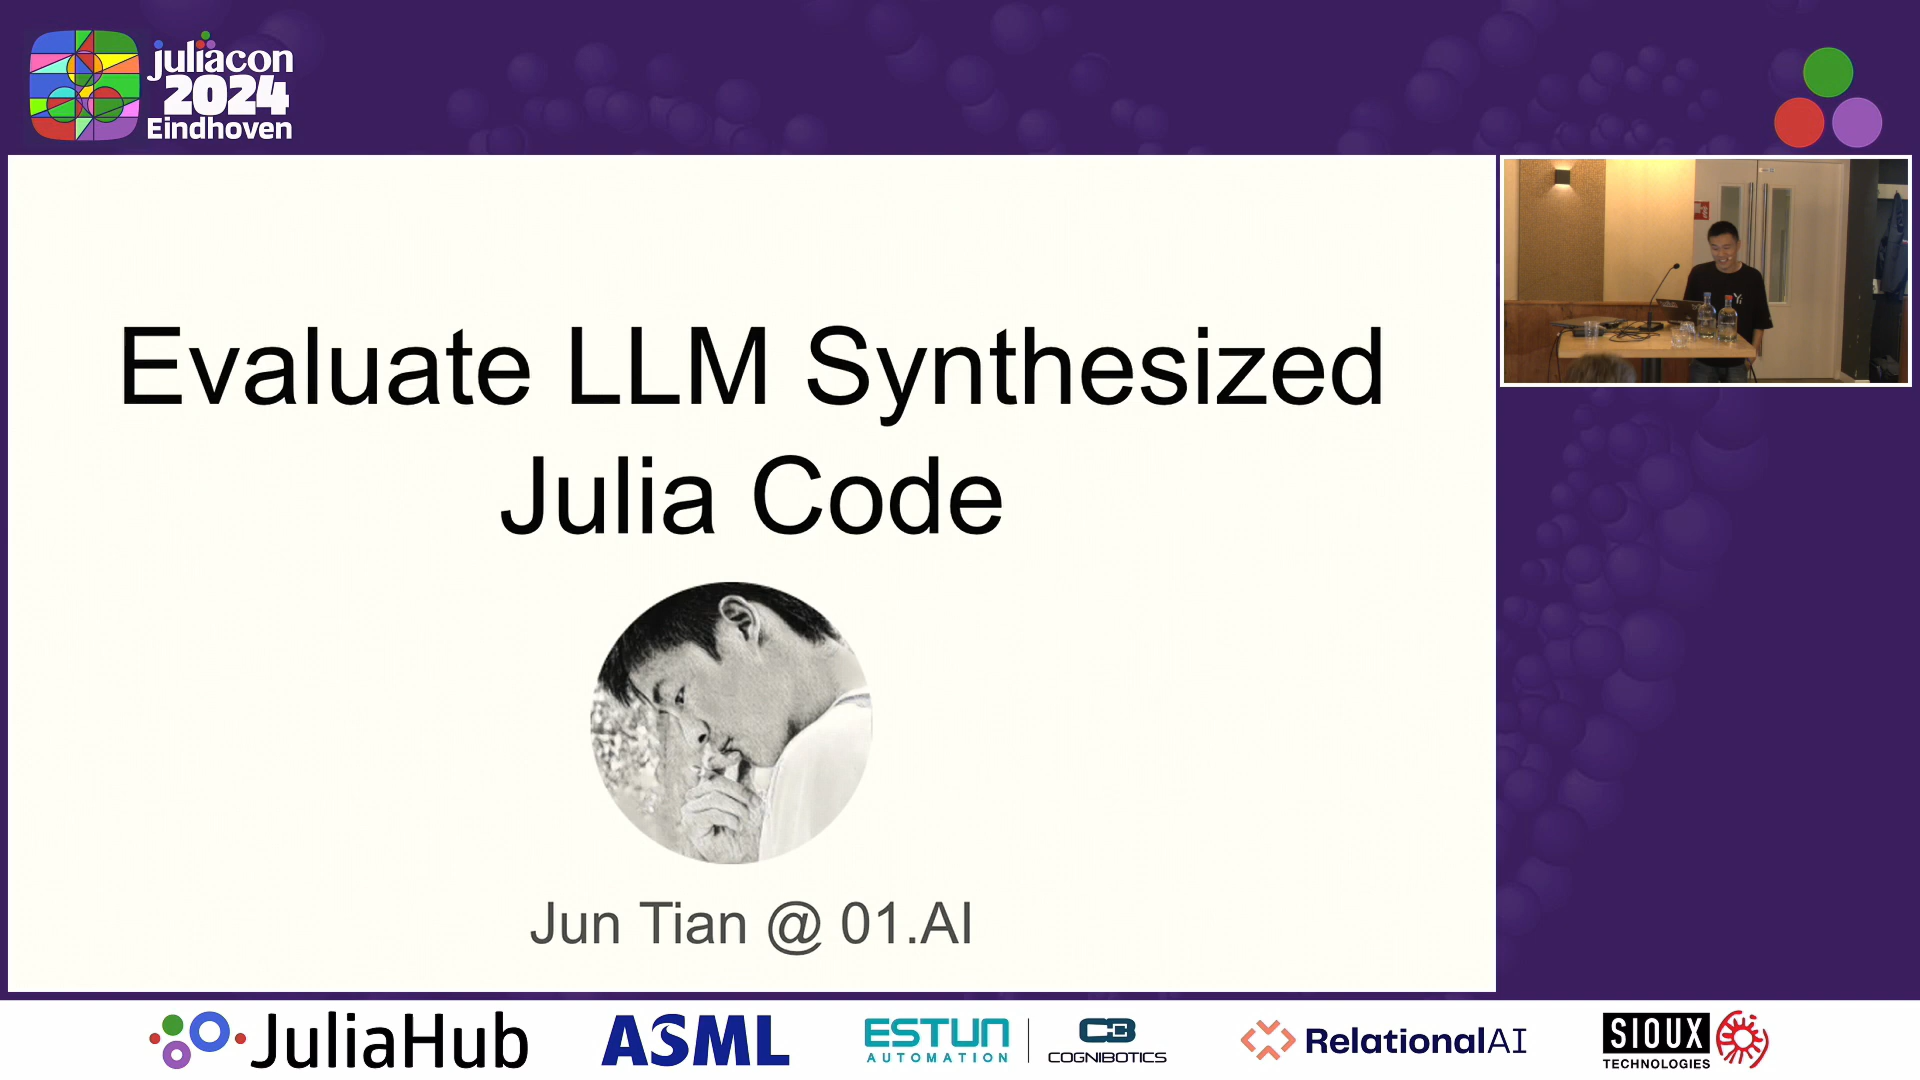 juliacon
2024
Eindhoven
Evaluate LLM Synthesized
Julia Code
Jun Tian @ 01.AI
JuliaHub
ASML
ESTUN
AUTOMATION
COGNIBOTICS
RelationalAI
SIOUX
TECHNOLOGIES